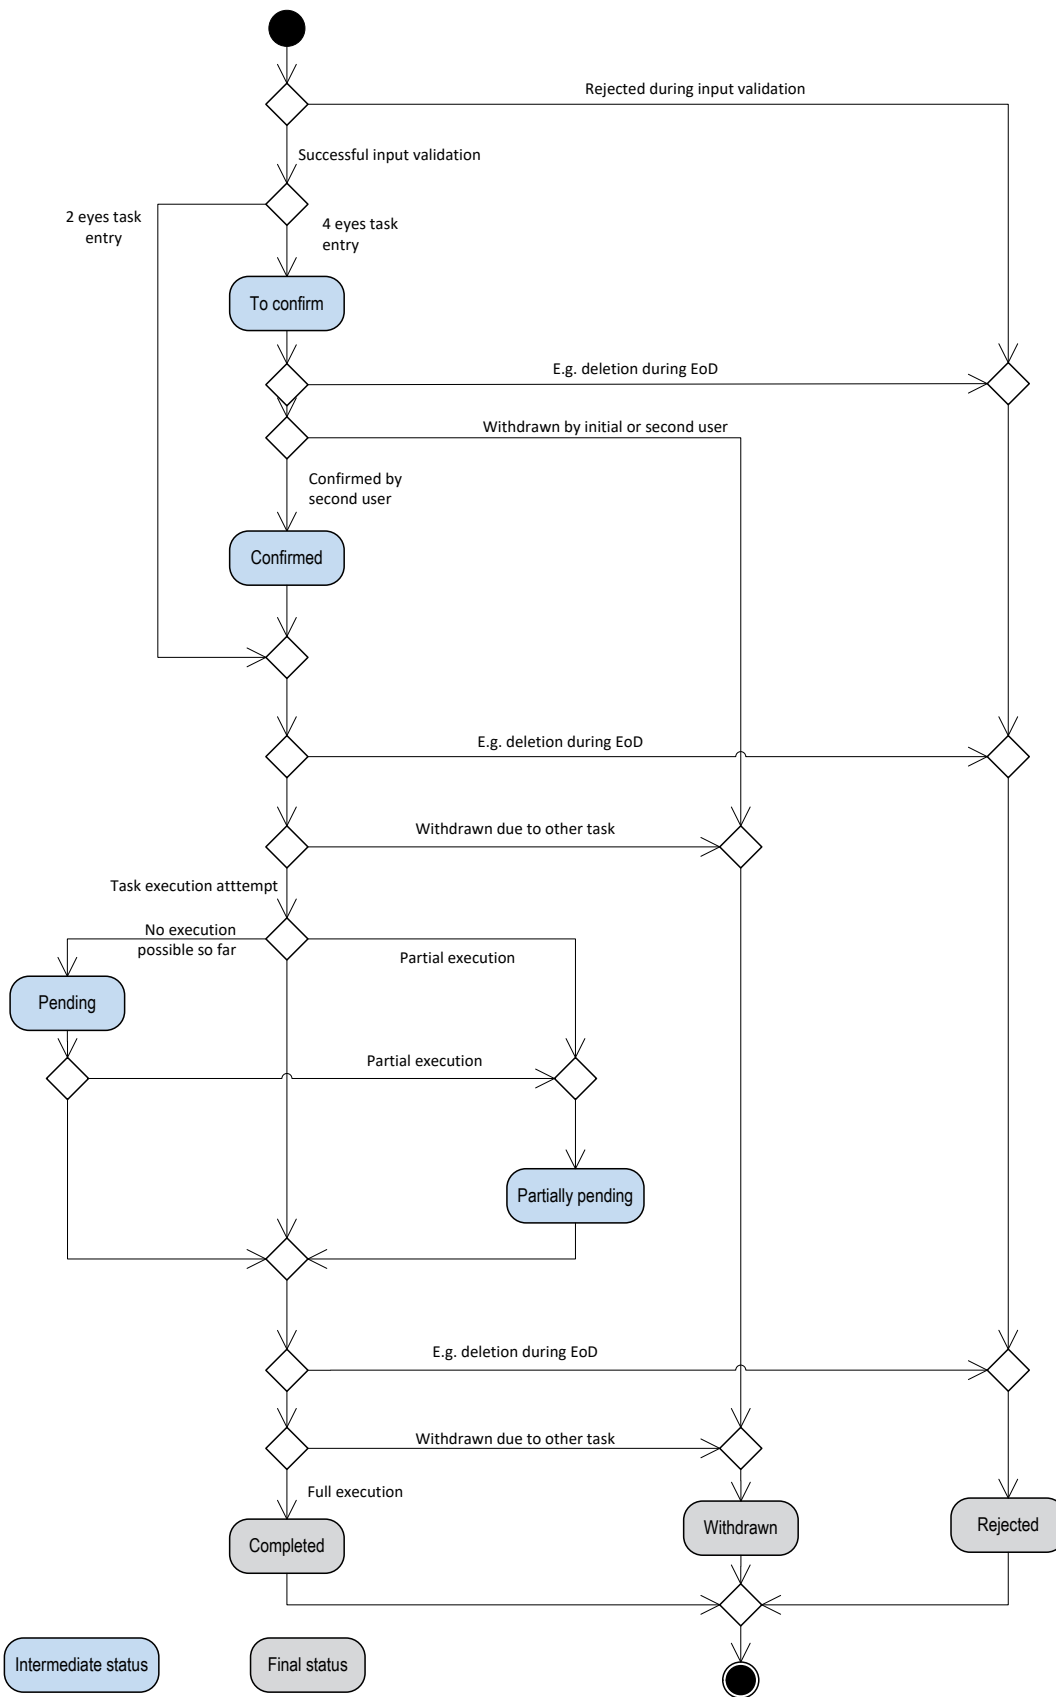 Rejected during input validation
Successful input validation
2 eyes task
entry
4 eyes task
entry
To confirm
E.g. deletion during EoD
Withdrawn by initial or second user
Confirmed by
second user
Confirmed
E.g. deletion during EoD
Withdrawn due to other task
Task execution atttempt
No execution
possible so far
Partial execution
Pending
Partial execution
Partially pending
E.g. deletion during EoD
Withdrawn due to other task
Full execution
Completed
Withdrawn
Rejected
Intermediate status
Final status